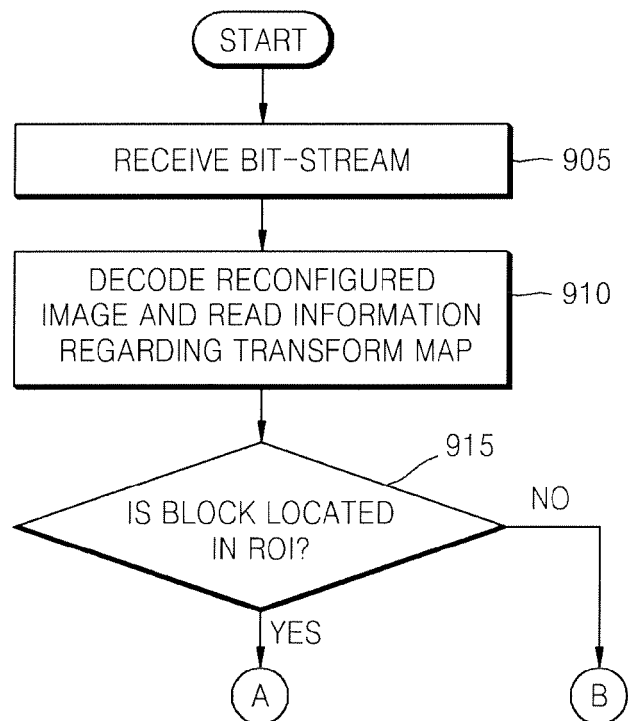 START
RECEIVE BIT-STREAM
905
DECODE RECONFIGURED
IMAGE AND READ INFORMATION
REGARDING TRANSFORM MAP
910
915
IS BLOCK LOCATED
IN ROI?
NO
YES
A
B